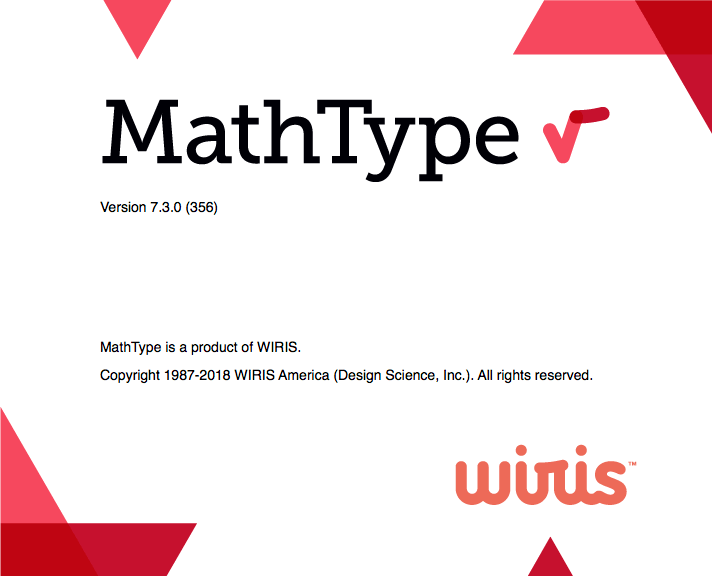 MathType
Version 7.3.0 (356)
MathType is a product of WIRIS.
Copyright 1987-2018 WIRIS America (Design Science, Inc.). All rights reserved.
wiris™